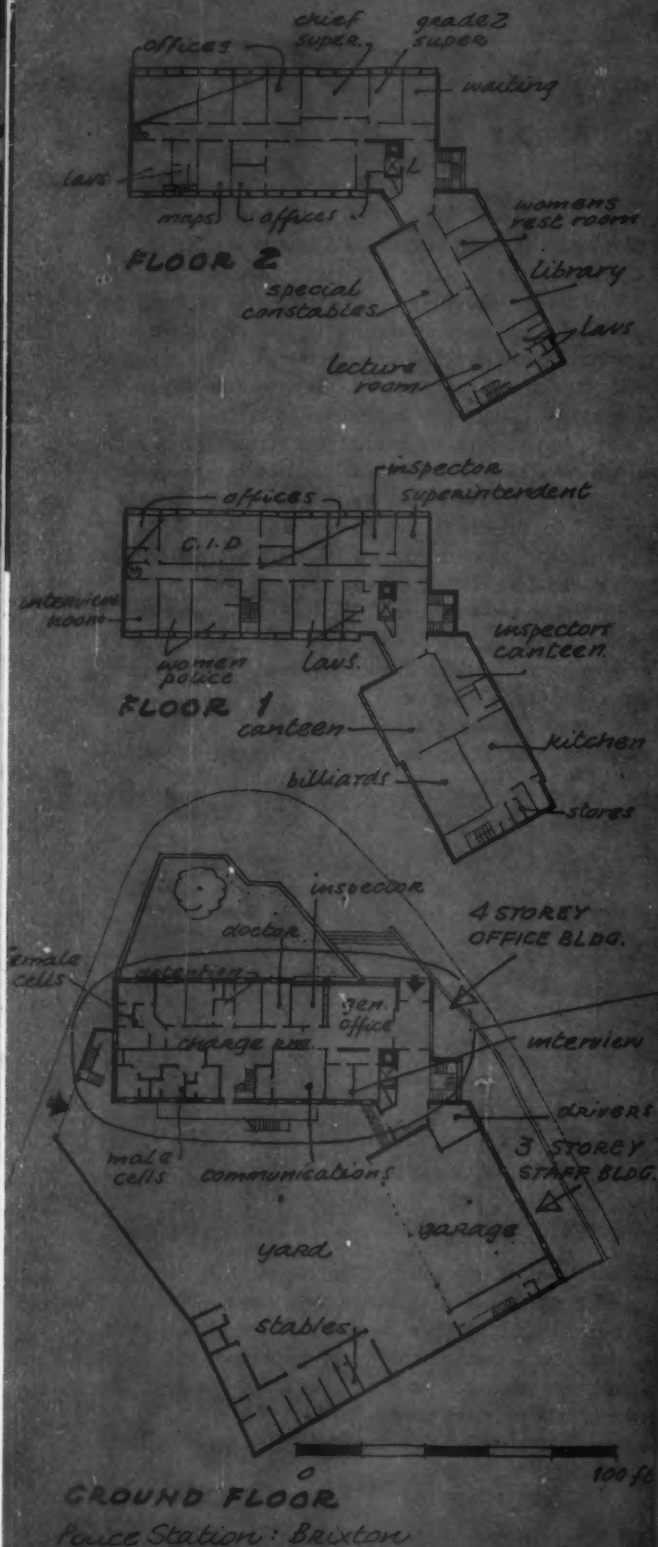 offices
chief
super.
grade 2
super
waiting
lavs.
maps
offices
L
womens
rest room
library
special
constables
lavs
lecture
room
FLOOR 2
offices
inspector
superintendent
C.I.D
interview
room
women
police
lavs.
inspectors
canteen
FLOOR 1
canteen
kitchen
billiards
stores
inspector
doctor
4 STOREY
OFFICE BLDG.
female
cells
detention
gen.
office
charge rm.
interview
male
cells
communications
drivers
3 STOREY
STAFF BLDG.
yard
garage
stables
0
100 ft
GROUND FLOOR
Police Station: Brixton